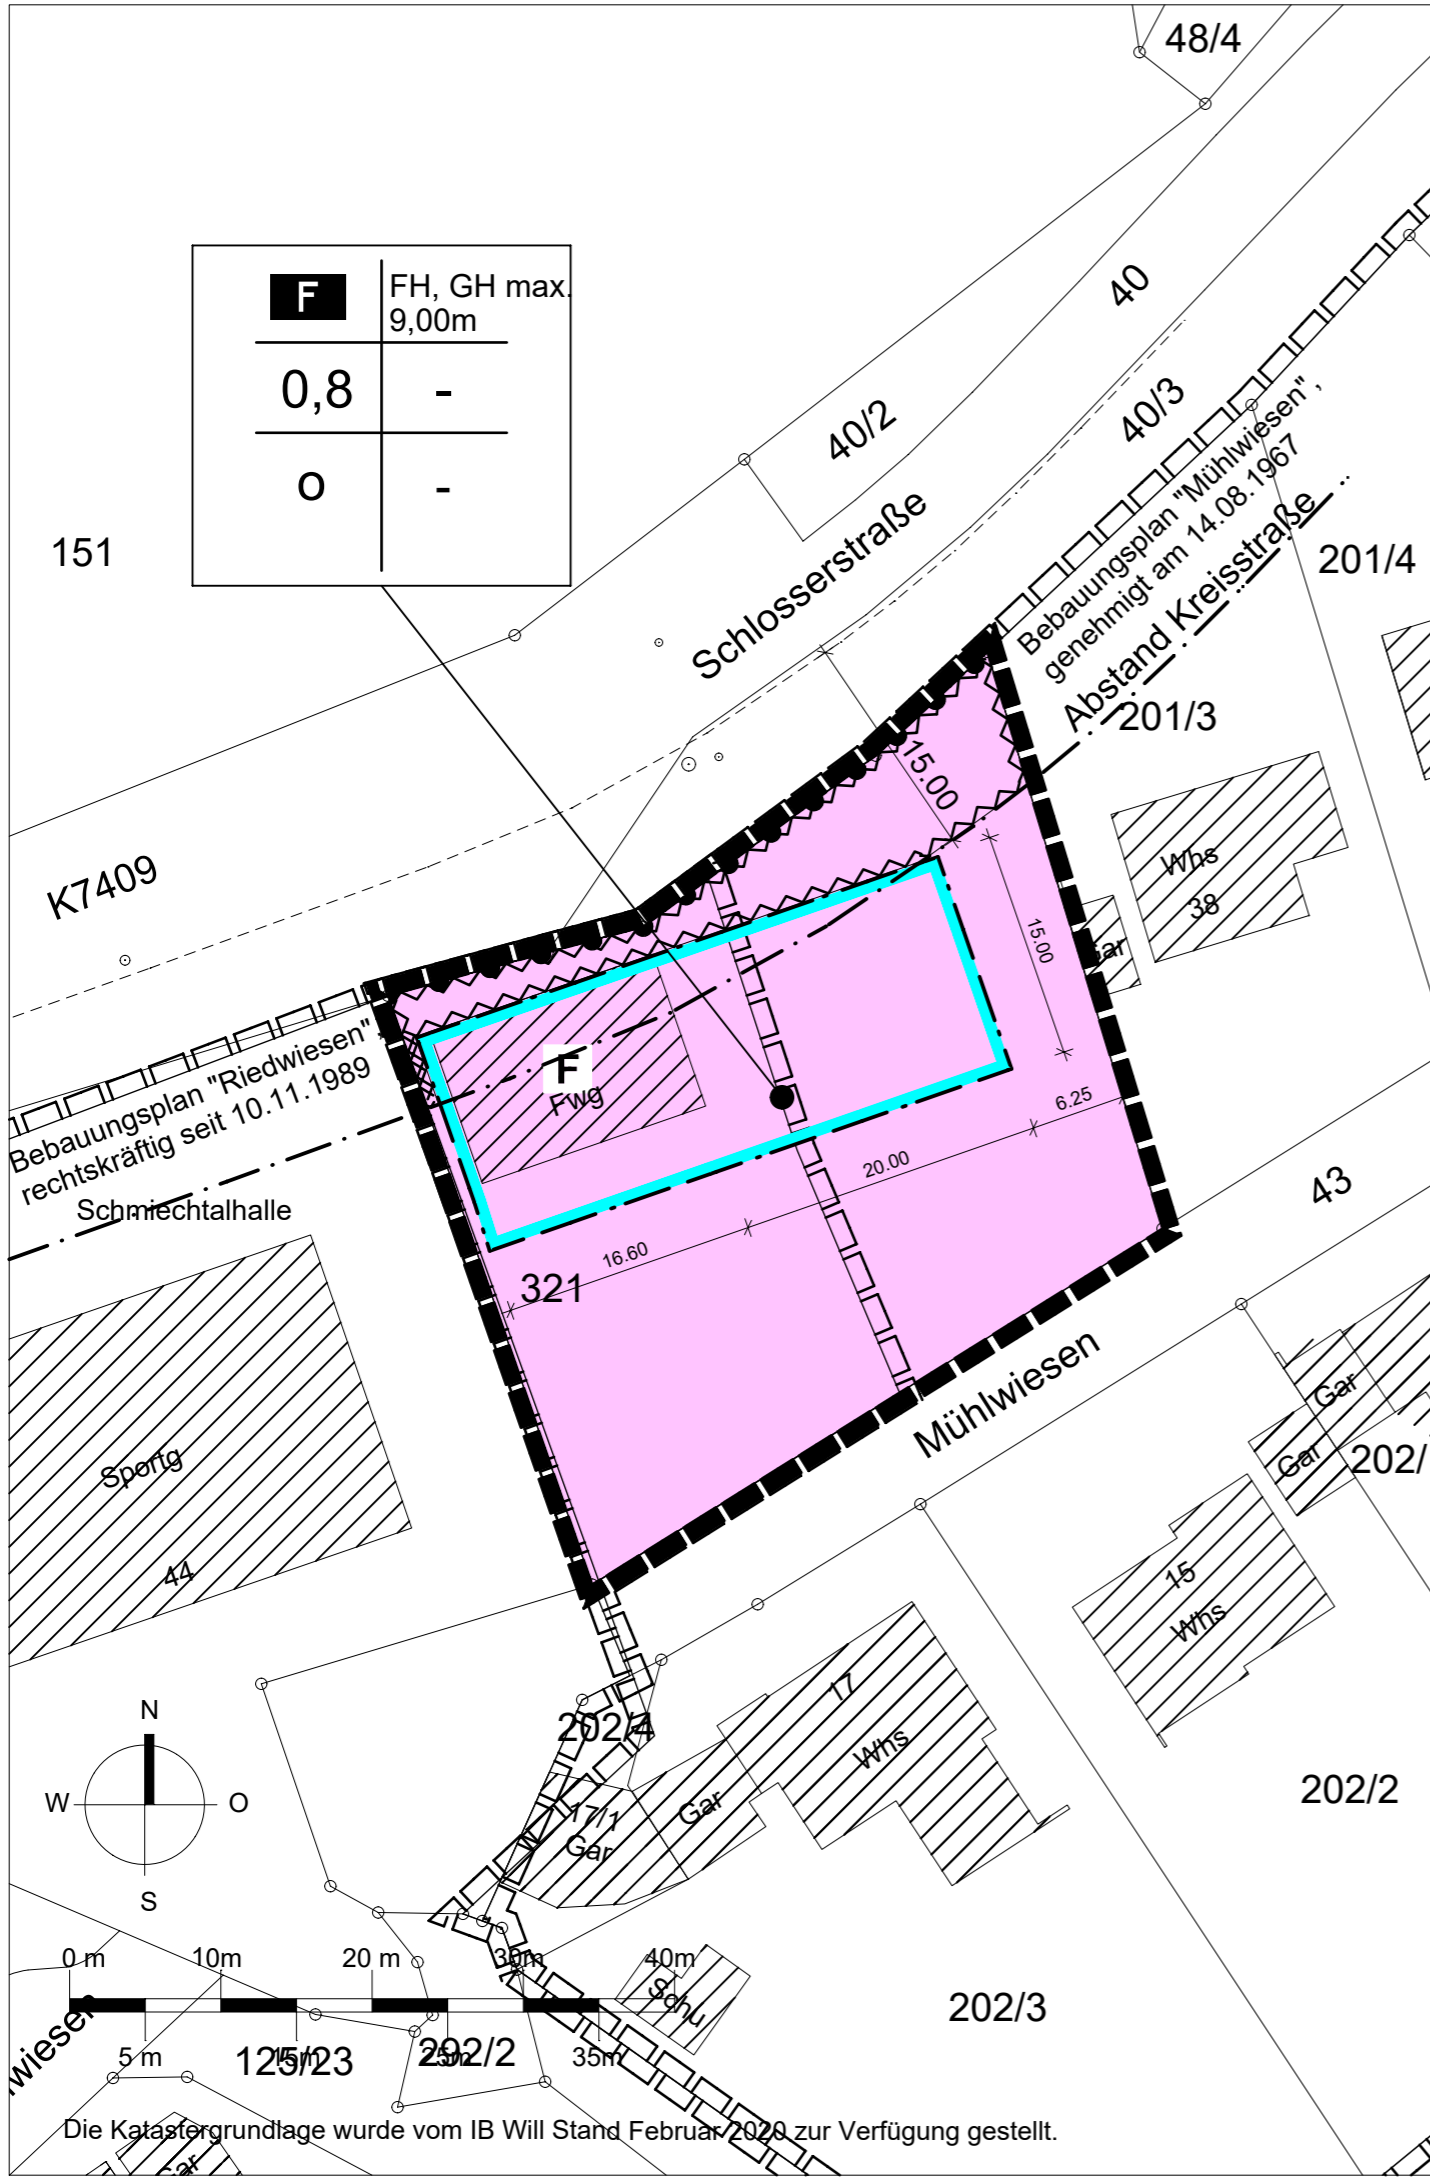 48/4
F
FH, GH max.
9,00m
0,8
-
o
-
40
40/2
40/3
Bebauungsplan "Mühlwiesen",
genehmigt am 14.08.1967
Abstand Kreisstraße
Schlosserstraße
151
201/4
201/3
15.00
K7409
Whs
38
Gar
15.00
Bebauungsplan "Riedwiesen"
rechtskräftig seit 10.11.1989
F
Fwg
6.25
20.00
16.60
321
Schmiechtalhalle
43
Mühlwiesen
Sportg
44
Gar
Gar
202/
15
Whs
17
Whs
202/4
Gar
17/1
Gar
W
202/2
N
W
O
S
0 m
10m
20 m
30m
40m
5 m
15m
25m
35m
Schu
202/3
lwiesen
125/23
292/2
Die Katastergrundlage wurde vom IB Will Stand Februar 2020 zur Verfügung gestellt.
Gar